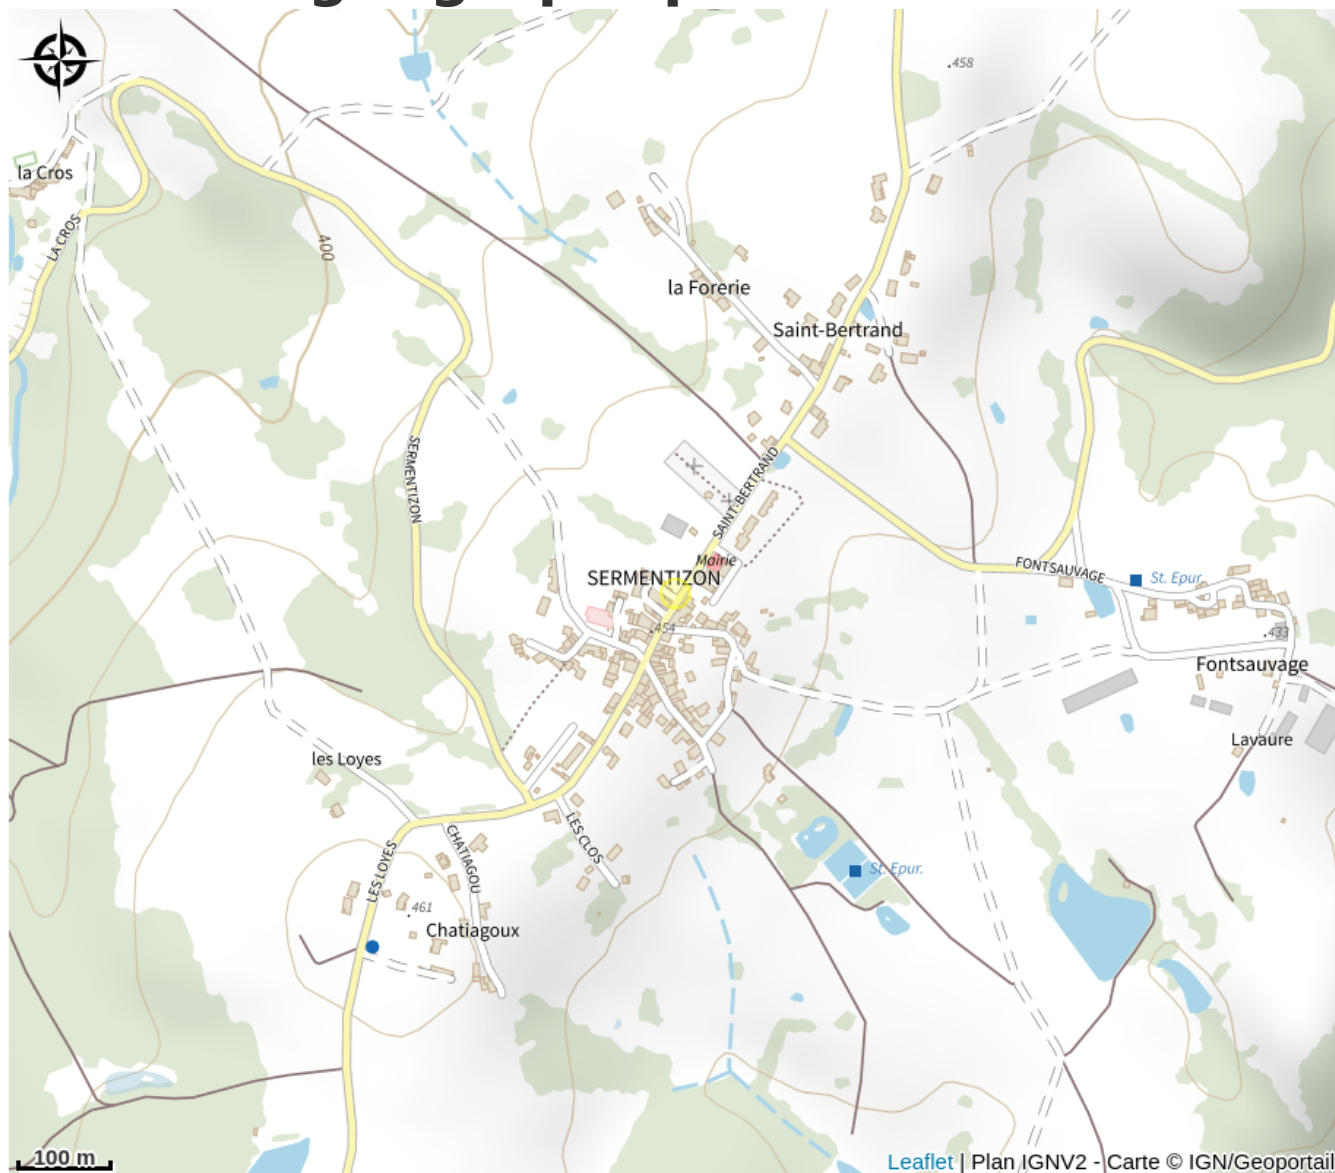 458
la Cros
LA CROS
400
la Forerie
Saint-Bertrand
SERMENTIZON
SAINT-BERTRAND
Mairie
SERMENTIZON
FONTSAUVAGE
St. Epur.
454
433
Fontsauvage
Lavaure
les Loyes
LES LOYES
CHATIAGOU
LES CLOS
St. Epur.
461
Chatiagoux
100 m
Leaflet | Plan IGNV2 - Carte © IGN/Geoportail